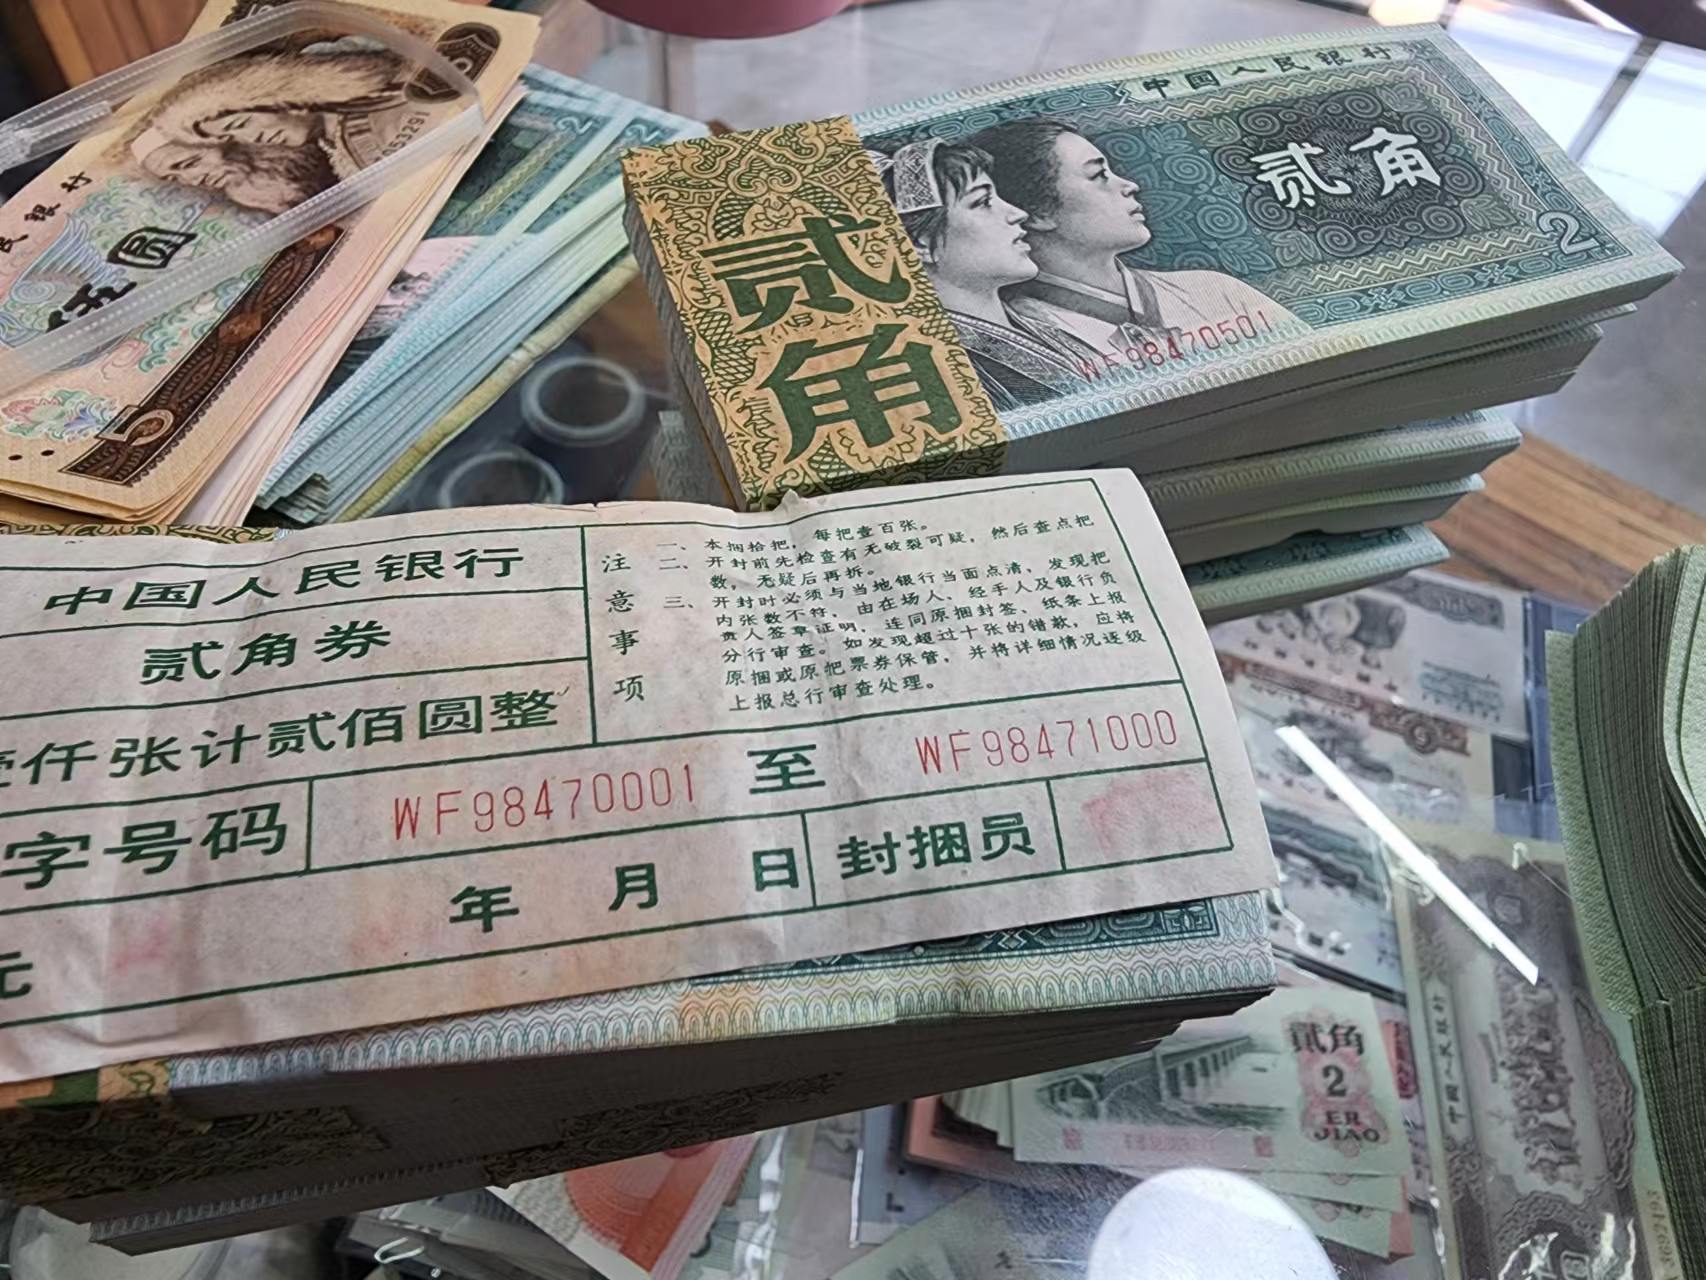 伍圆
53291
中国人民银行
贰角
2
WF98470501
贰角
中国人民银行
贰角券
壹仟张计贰佰圆整
字号码
WF98470001 至 WF98471000
年 月 日
封捆员
元
注意事项
一、本捆拾把，每把壹百张。
二、开封前先检查有无破裂可疑，然后查点把
数，无疑后再拆。
三、开封时必须与当地银行当面点清，发现把
内张数不符，由在场人、经手人及银行负
责人签章证明，连同原捆封签、纸条上报
分行审查。如发现超过十张的错款，应将
原捆或原把票券保管，并将详细情况逐级
上报总行审查处理。
贰角
2
ER
JIAO
3697493